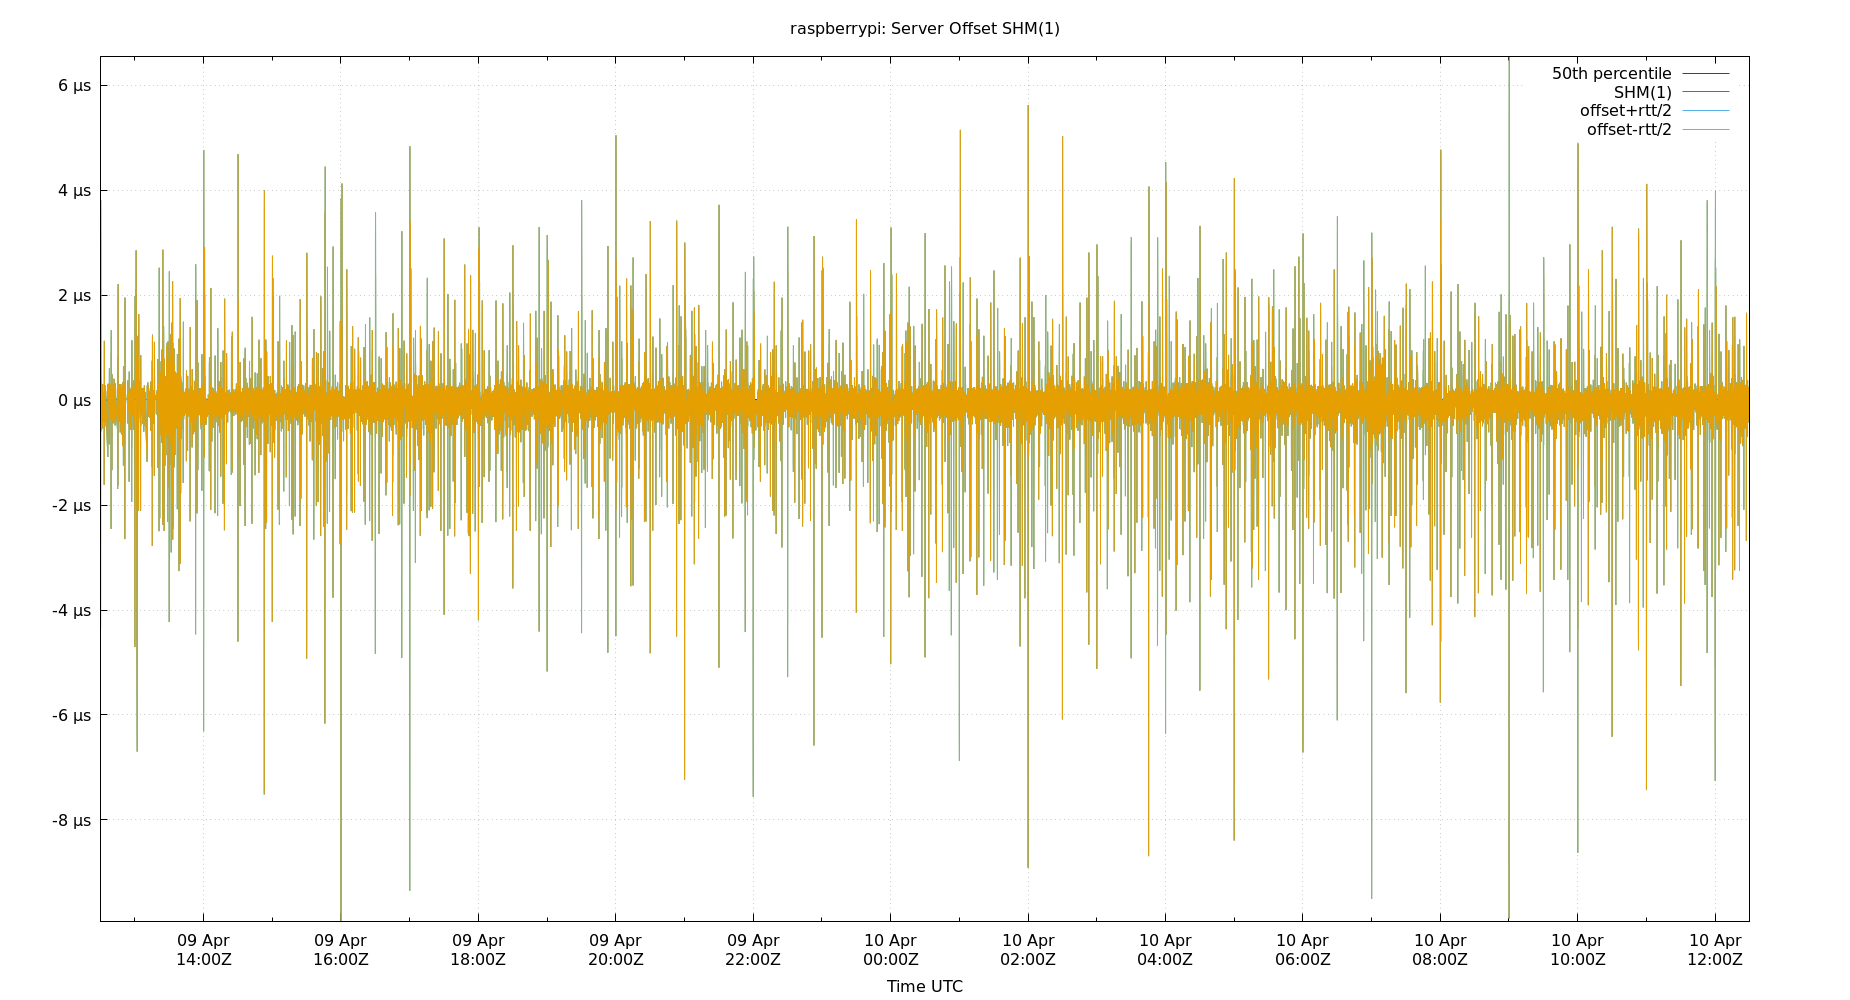 raspberrypi: Server Offset SHM(1)
50th percentile
SHM(1)
offset+rtt/2
offset-rtt/2
6 µs
4 µs
2 µs
0 µs
-2 µs
-4 µs
-6 µs
-8 µs
09 Apr 09 Apr 09 Apr 09 Apr 09 Apr 10 Apr 10 Apr 10 Apr 10 Apr 10 Apr 10 Apr 10 Apr
14:00Z 16:00Z 18:00Z 20:00Z 22:00Z 00:00Z 02:00Z 04:00Z 06:00Z 08:00Z 10:00Z 12:00Z
Time UTC